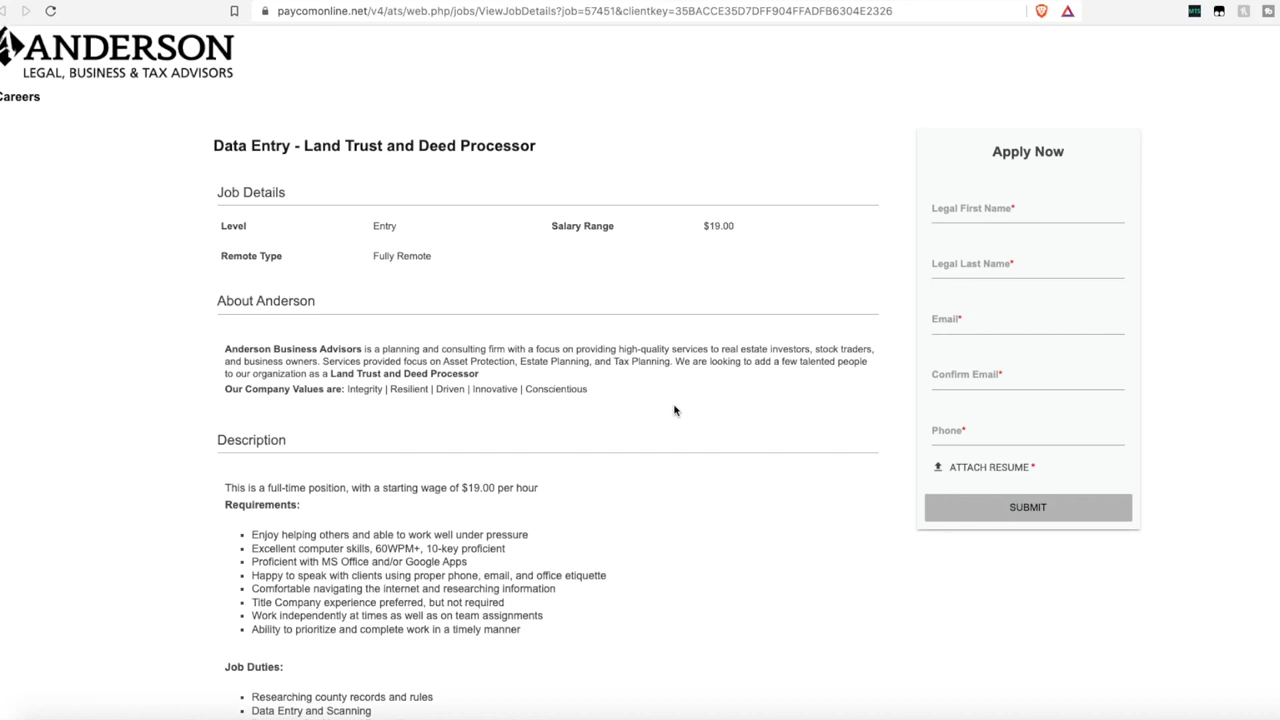 paycomonline.net/v4/ats/web.php/jobs/ViewJobDetails?job=57451&clientkey=35BACCE35D7DFF904FFADFB6304E2326
MTS
ANDERSON
LEGAL, BUSINESS & TAX ADVISORS
Careers
Data Entry - Land Trust and Deed Processor
Job Details
Level Entry Salary Range $19.00
Remote Type Fully Remote
About Anderson
Anderson Business Advisors is a planning and consulting firm with a focus on providing high-quality services to real estate investors, stock traders,
and business owners. Services provided focus on Asset Protection, Estate Planning, and Tax Planning. We are looking to add a few talented people
to our organization as a Land Trust and Deed Processor
Our Company Values are: Integrity | Resilient | Driven | Innovative | Conscientious
Description
This is a full-time position, with a starting wage of $19.00 per hour
Requirements:
Enjoy helping others and able to work well under pressure
Excellent computer skills, 60WPM+, 10-key proficient
Proficient with MS Office and/or Google Apps
Happy to speak with clients using proper phone, email, and office etiquette
Comfortable navigating the internet and researching information
Title Company experience preferred, but not required
Work independently at times as well as on team assignments
Ability to prioritize and complete work in a timely manner
Job Duties:
Researching county records and rules
Data Entry and Scanning
Apply Now
Legal First Name*
Legal Last Name*
Email*
Confirm Email*
Phone*
ATTACH RESUME *
SUBMIT